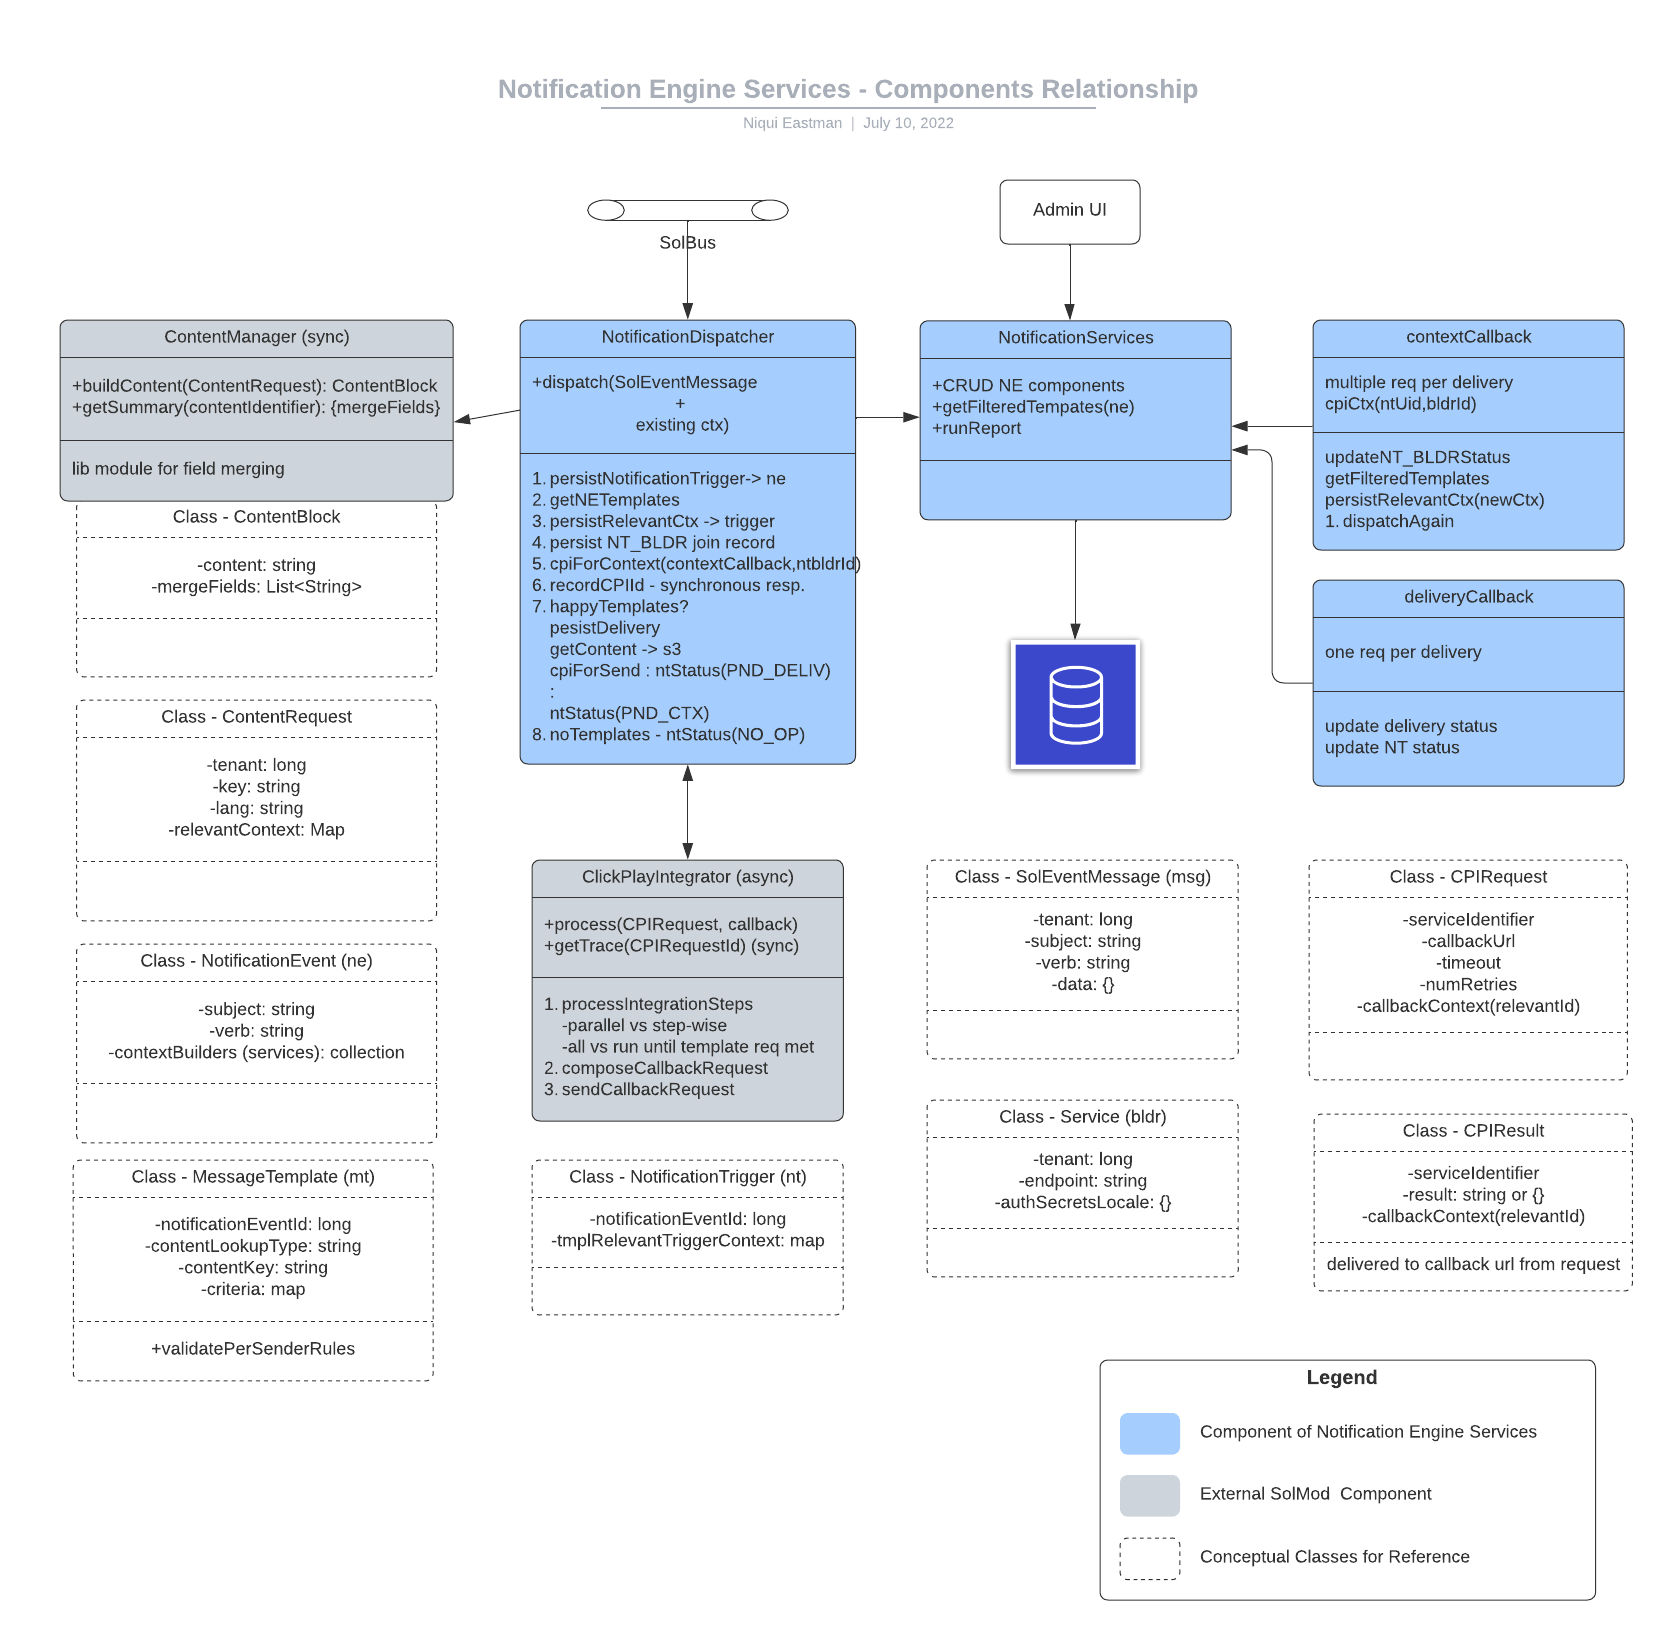 Notification Engine Services - Components Relationship
Niqui Eastman | July 10, 2022
SolBus
Admin UI
ContentManager (sync)
+buildContent(ContentRequest): ContentBlock
+getSummary(contentIdentifier): {mergeFields}
lib module for field merging
NotificationDispatcher
+dispatch(SolEventMessage
+
existing ctx)
1. persistNotificationTrigger-> ne
2. getNETemplates
3. persistRelevantCtx -> trigger
4. persist NT_BLDR join record
5. cpiForContext(contextCallback,ntbldrId)
6. recordCPIId - synchronous resp.
7. happyTemplates?
pesistDelivery
getContent -> s3
cpiForSend : ntStatus(PND_DELIV)
:
ntStatus(PND_CTX)
8. noTemplates - ntStatus(NO_OP)
NotificationServices
+CRUD NE components
+getFilteredTempates(ne)
+runReport
contextCallback
multiple req per delivery
cpiCtx(ntUid,bldrId)
updateNT_BLDRStatus
getFilteredTemplates
persistRelevantCtx(newCtx)
1. dispatchAgain
deliveryCallback
one req per delivery
update delivery status
update NT status
Class - ContentBlock
-content: string
-mergeFields: List<String>
Class - ContentRequest
-tenant: long
-key: string
-lang: string
-relevantContext: Map
Class - NotificationEvent (ne)
-subject: string
-verb: string
-contextBuilders (services): collection
Class - MessageTemplate (mt)
-notificationEventId: long
-contentLookupType: string
-contentKey: string
-criteria: map
+validatePerSenderRules
ClickPlayIntegrator (async)
+process(CPIRequest, callback)
+getTrace(CPIRequestId) (sync)
1. processIntegrationSteps
-parallel vs step-wise
-all vs run until template req met
2. composeCallbackRequest
3. sendCallbackRequest
Class - NotificationTrigger (nt)
-notificationEventId: long
-tmplRelevantTriggerContext: map
Class - SolEventMessage (msg)
-tenant: long
-subject: string
-verb: string
-data: {}
Class - Service (bldr)
-tenant: long
-endpoint: string
-authSecretsLocale: {}
Class - CPIRequest
-serviceIdentifier
-callbackUrl
-timeout
-numRetries
-callbackContext(relevantId)
Class - CPIResult
-serviceIdentifier
-result: string or {}
-callbackContext(relevantId)
delivered to callback url from request
Legend
Component of Notification Engine Services
External SolMod  Component
Conceptual Classes for Reference